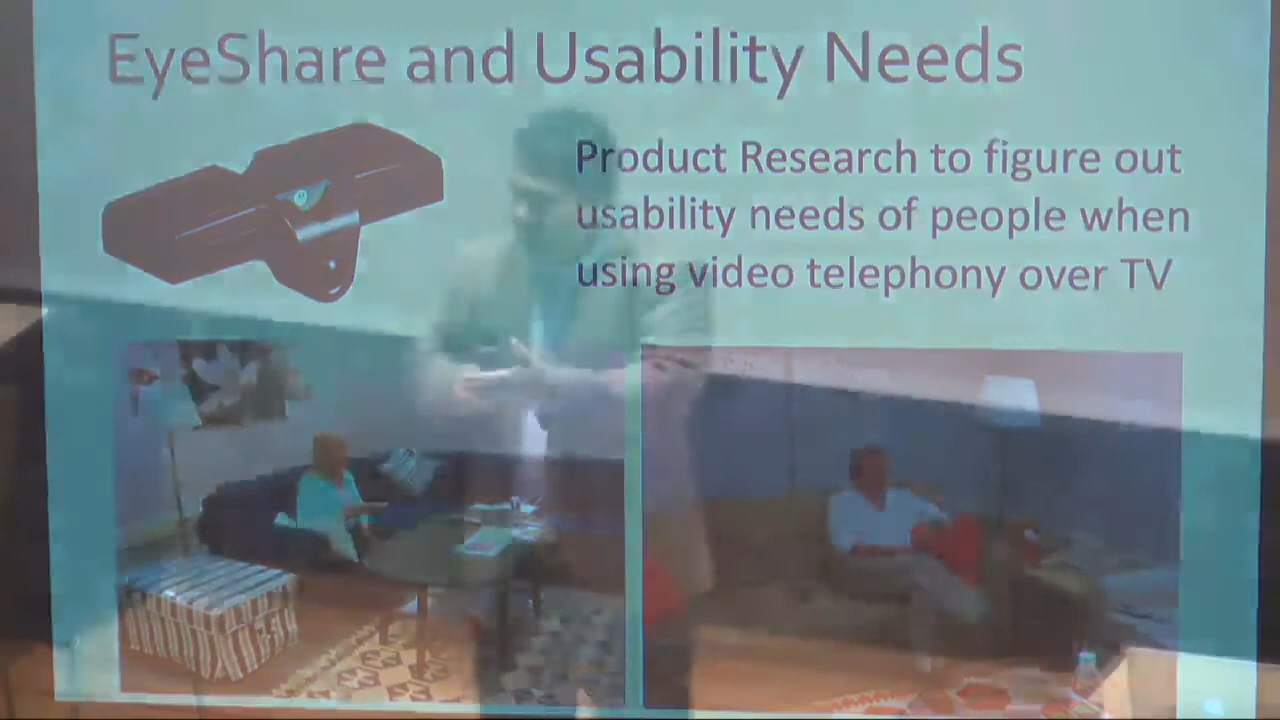 EyeShare and Usability Needs
Product Research to figure out
usability needs of people when
using video telephony over TV